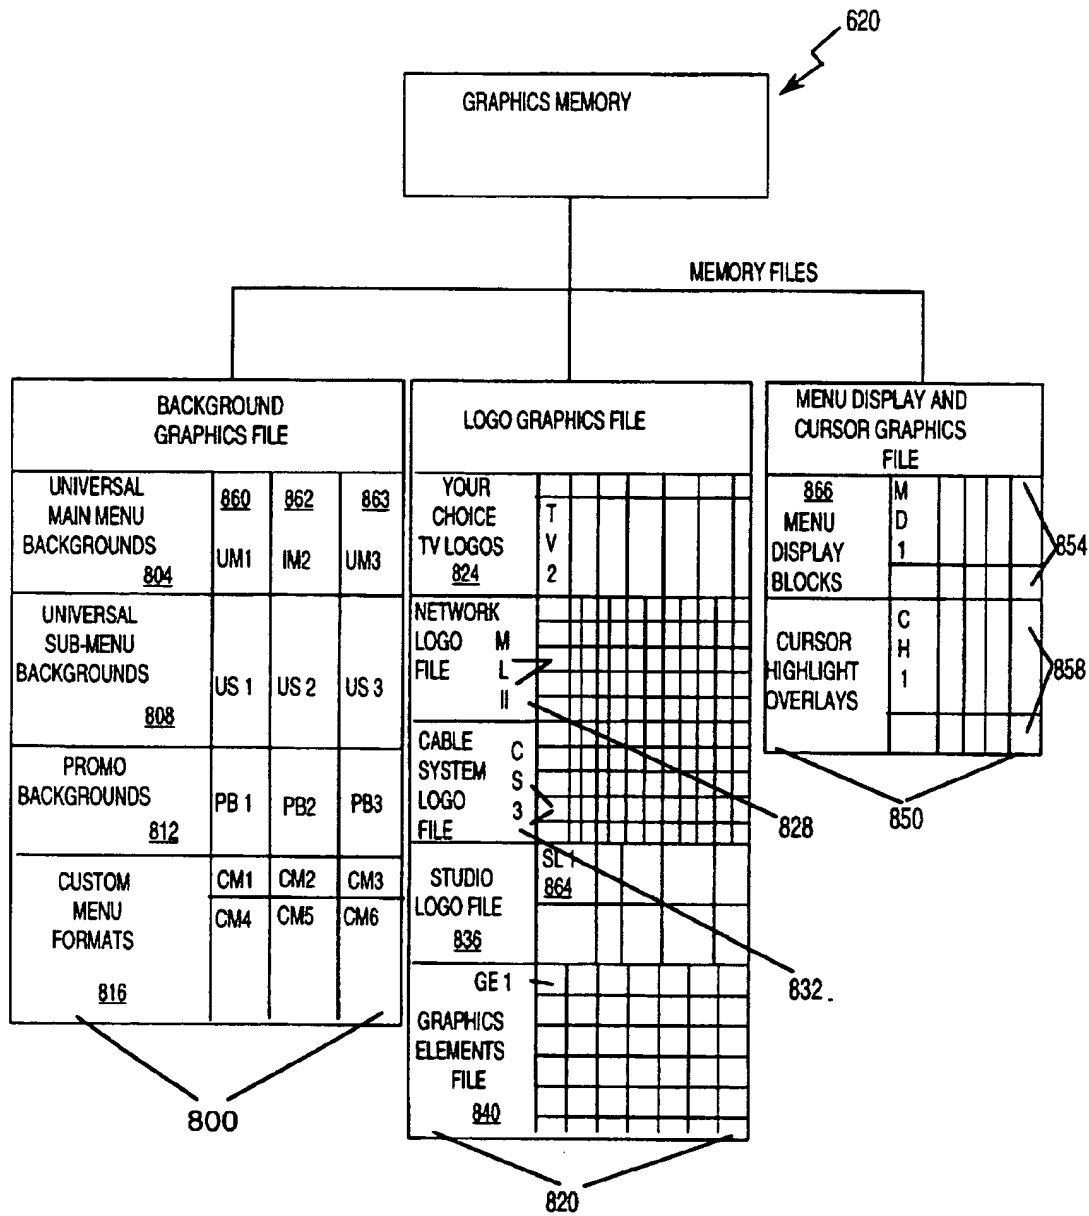 620
GRAPHICS MEMORY
MEMORY FILES
BACKGROUND
GRAPHICS FILE
UNIVERSAL
MAIN MENU
BACKGROUNDS
804
860
862
863
UM1
IM2
UM3
UNIVERSAL
SUB-MENU
BACKGROUNDS
808
US 1
US 2
US 3
PROMO
BACKGROUNDS
812
PB 1
PB2
PB3
CUSTOM
MENU
FORMATS
816
CM1
CM2
CM3
CM4
CM5
CM6
800
LOGO GRAPHICS FILE
YOUR
CHOICE
TV LOGOS
824
T
V
2
NETWORK
LOGO
FILE
M
L
II
CABLE
SYSTEM
LOGO
FILE
C
S
3
STUDIO
LOGO FILE
836
SL 1
864
GE 1
GRAPHICS
ELEMENTS
FILE
840
820
MENU DISPLAY AND
CURSOR GRAPHICS
FILE
866
MENU
DISPLAY
BLOCKS
M
D
1
854
CURSOR
HIGHLIGHT
OVERLAYS
C
H
1
858
850
828
832